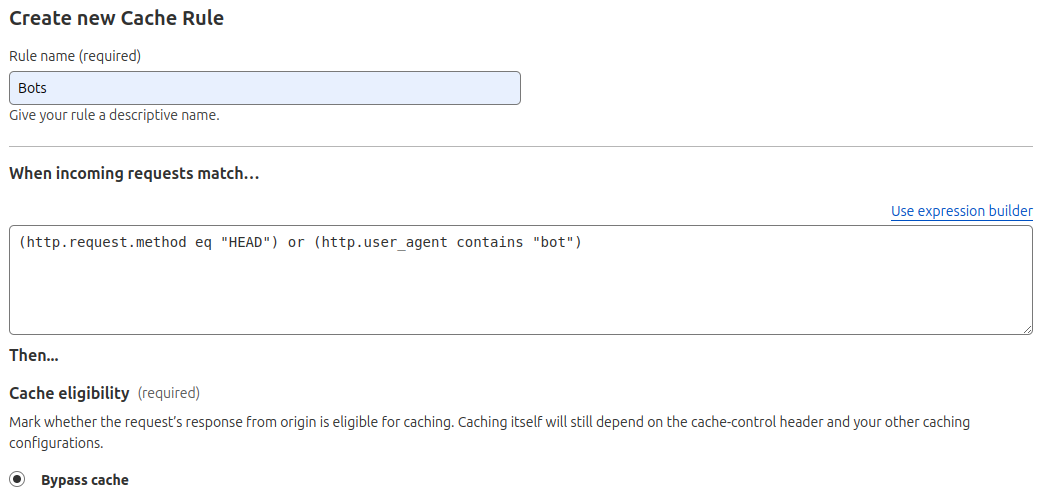 Create new Cache Rule
Rule name (required)
Bots
Give your rule a descriptive name.
When incoming requests match…
Use expression builder
(http.request.method eq "HEAD") or (http.user_agent contains "bot")
Then...
Cache eligibility (required)
Mark whether the request’s response from origin is eligible for caching. Caching itself will still depend on the cache-control header and your other caching
configurations.
Bypass cache